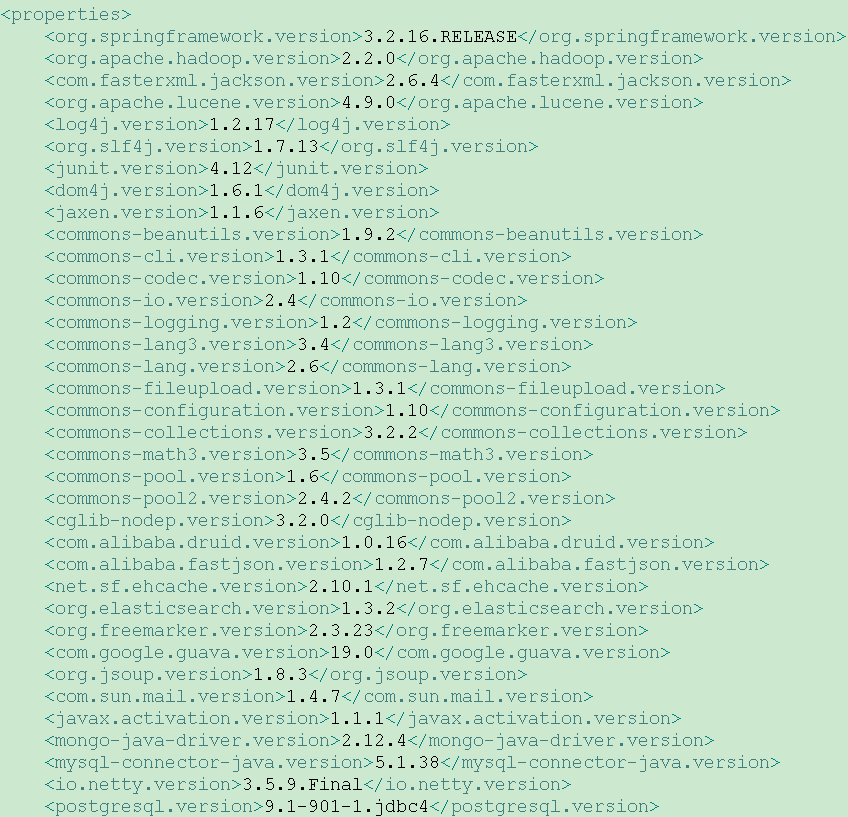 <properties>
<org.springframework.version>3.2.16.RELEASE</org.springframework.version>
<org.apache.hadoop.version>2.2.0</org.apache.hadoop.version>
<com.fasterxml.jackson.version>2.6.4</com.fasterxml.jackson.version>
<org.apache.lucene.version>4.9.0</org.apache.lucene.version>
<log4j.version>1.2.17</log4j.version>
<org.slf4j.version>1.7.13</org.slf4j.version>
<junit.version>4.12</junit.version>
<dom4j.version>1.6.1</dom4j.version>
<jaxen.version>1.1.6</jaxen.version>
<commons-beanutils.version>1.9.2</commons-beanutils.version>
<commons-cli.version>1.3.1</commons-cli.version>
<commons-codec.version>1.10</commons-codec.version>
<commons-io.version>2.4</commons-io.version>
<commons-logging.version>1.2</commons-logging.version>
<commons-lang3.version>3.4</commons-lang3.version>
<commons-lang.version>2.6</commons-lang.version>
<commons-fileupload.version>1.3.1</commons-fileupload.version>
<commons-configuration.version>1.10</commons-configuration.version>
<commons-collections.version>3.2.2</commons-collections.version>
<commons-math3.version>3.5</commons-math3.version>
<commons-pool.version>1.6</commons-pool.version>
<commons-pool2.version>2.4.2</commons-pool2.version>
<cglib-nodep.version>3.2.0</cglib-nodep.version>
<com.alibaba.druid.version>1.0.16</com.alibaba.druid.version>
<com.alibaba.fastjson.version>1.2.7</com.alibaba.fastjson.version>
<net.sf.ehcache.version>2.10.1</net.sf.ehcache.version>
<org.elasticsearch.version>1.3.2</org.elasticsearch.version>
<org.freemarker.version>2.3.23</org.freemarker.version>
<com.google.guava.version>19.0</com.google.guava.version>
<org.jsoup.version>1.8.3</org.jsoup.version>
<com.sun.mail.version>1.4.7</com.sun.mail.version>
<javax.activation.version>1.1.1</javax.activation.version>
<mongo-java-driver.version>2.12.4</mongo-java-driver.version>
<mysql-connector-java.version>5.1.38</mysql-connector-java.version>
<io.netty.version>3.5.9.Final</io.netty.version>
<postgresql.version>9.1-901-1.jdbc4</postgresql.version>